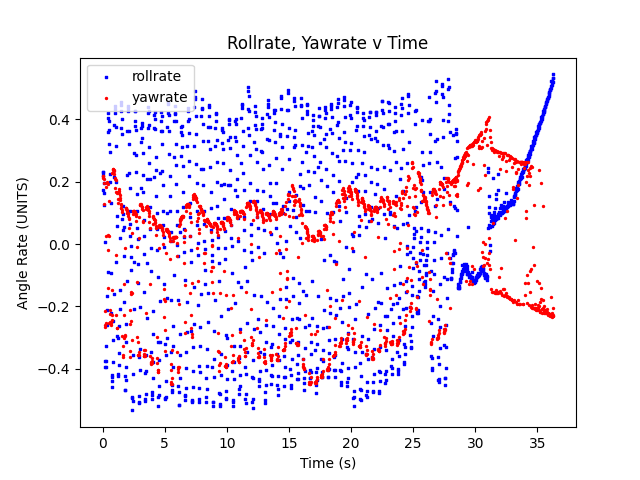 Rollrate, Yawrate v Time
rollrate
yawrate
Angle Rate (UNITS)
0.4
0.2
0.0
−0.2
−0.4
0 5 10 15 20 25 30 35
Time (s)